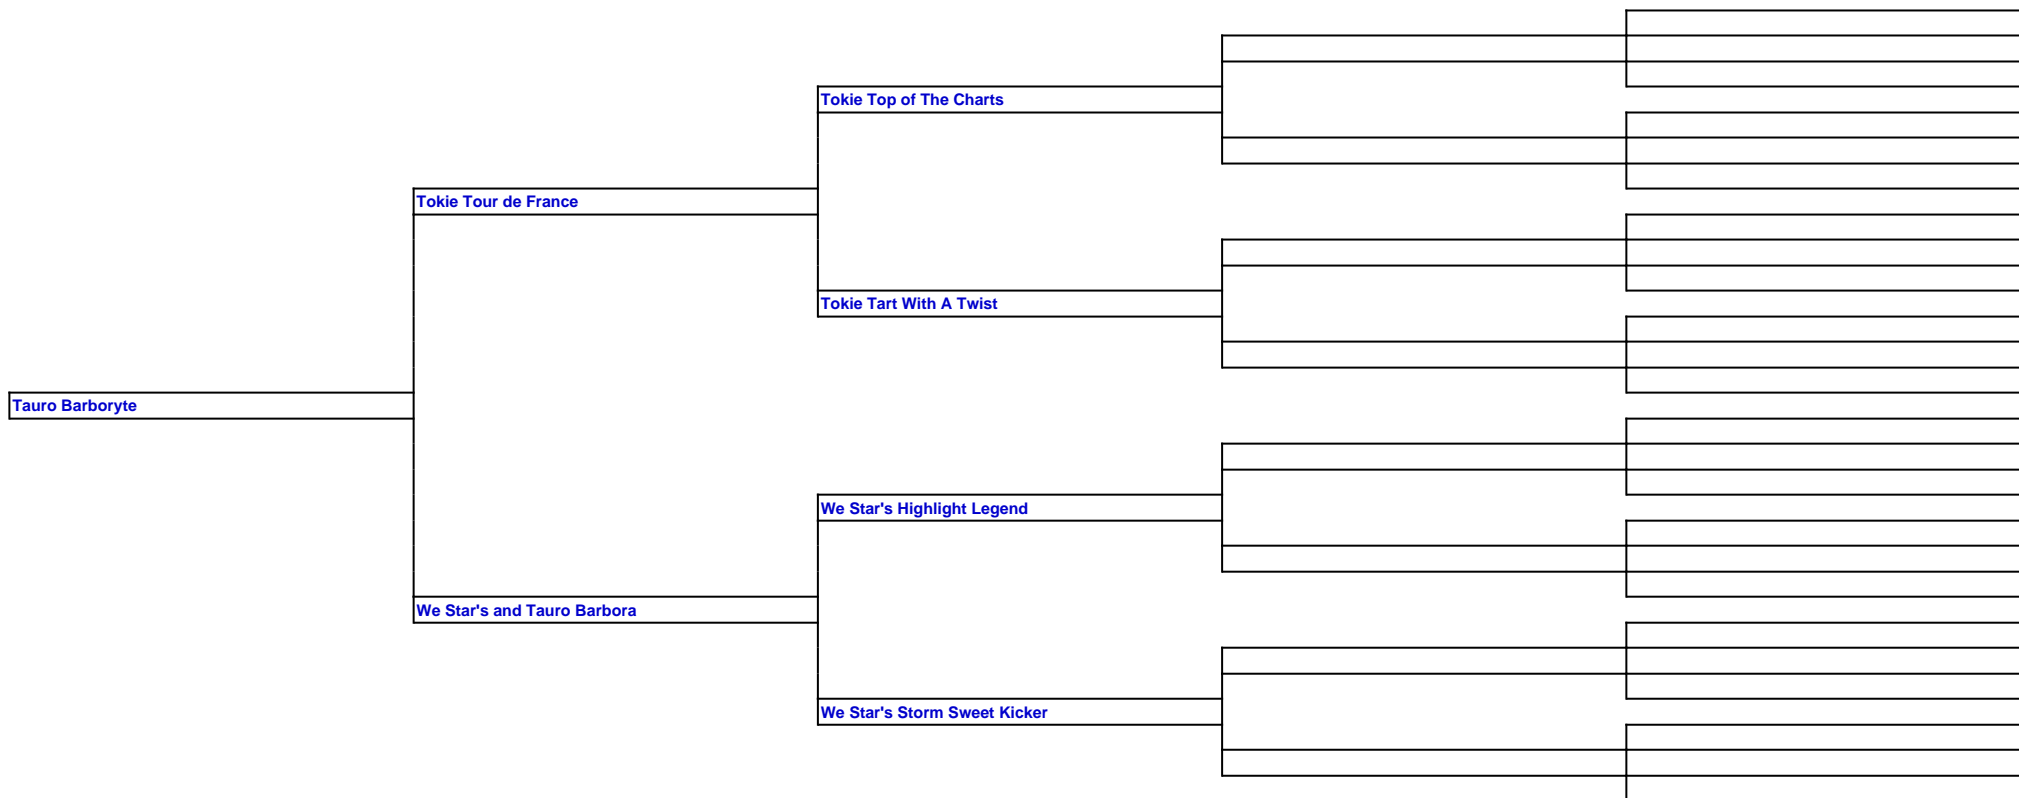 Tokie Top of The Charts
Tokie Tour de France
Tokie Tart With A Twist
Tauro Barboryte
We Star's Highlight Legend
We Star's and Tauro Barbora
We Star's Storm Sweet Kicker